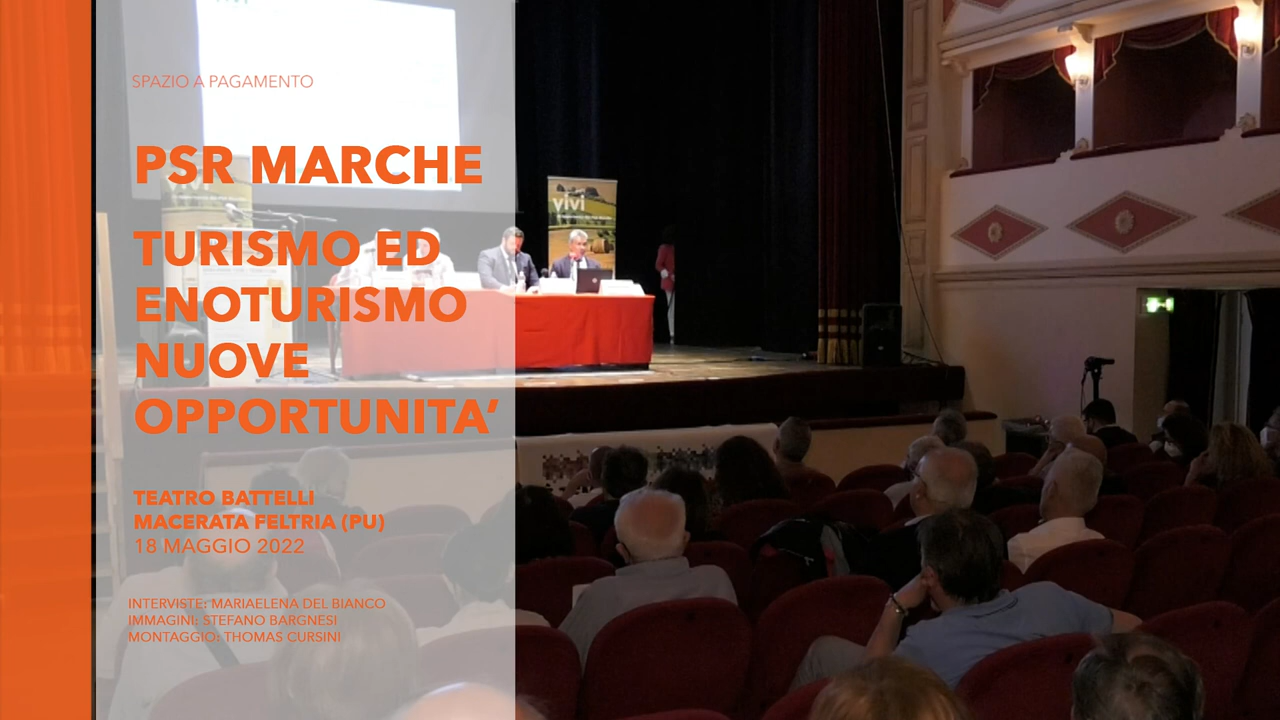 SPAZIO A PAGAMENTO
PSR MARCHE
TURISMO ED
ENOTURISMO
NUOVE
OPPORTUNITA’
TEATRO BATTELLI
MACERATA FELTRIA (PU)
18 MAGGIO 2022
INTERVISTE: MARIAELENA DEL BIANCO
IMMAGINI: STEFANO BARGNESI
MONTAGGIO: THOMAS CURSINI
vivi